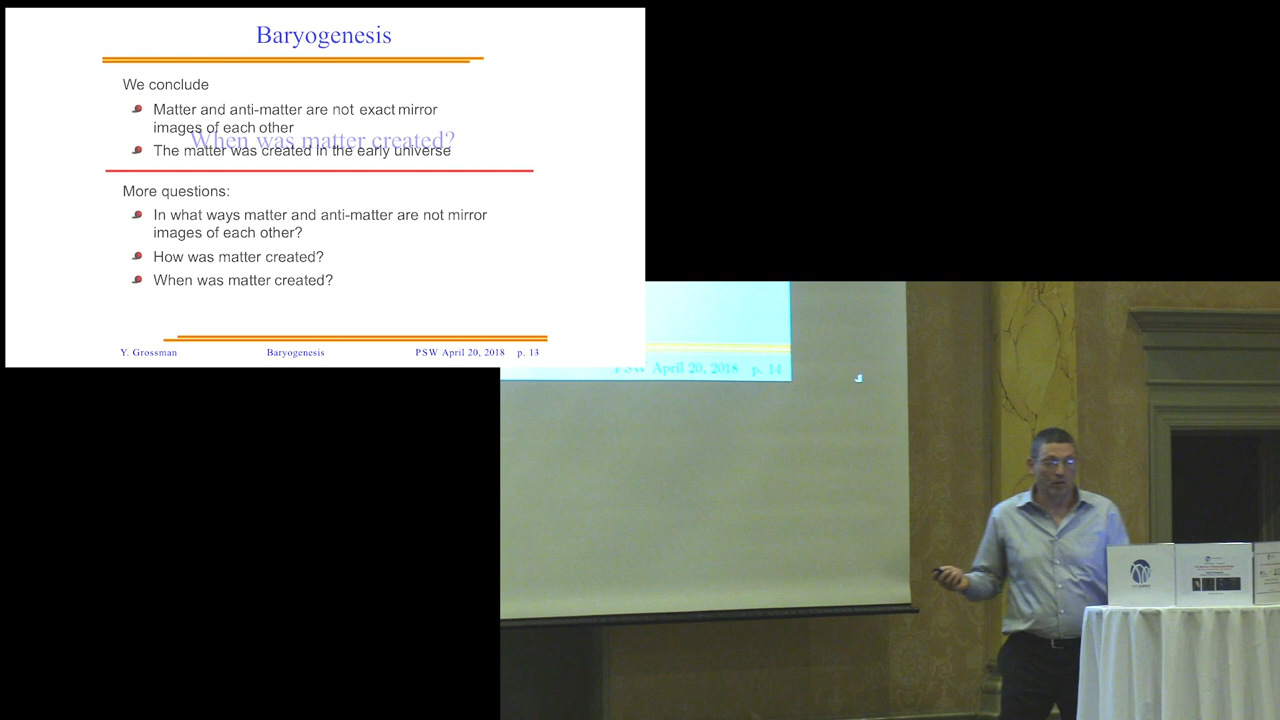 Baryogenesis
We conclude
Matter and anti-matter are not exact mirror
images of each other
When was matter created?
The matter was created in the early universe
More questions:
In what ways matter and anti-matter are not mirror
images of each other?
How was matter created?
When was matter created?
Y. Grossman Baryogenesis PSW April 20, 2018 p. 13
PSW April 20, 2018 p. 14